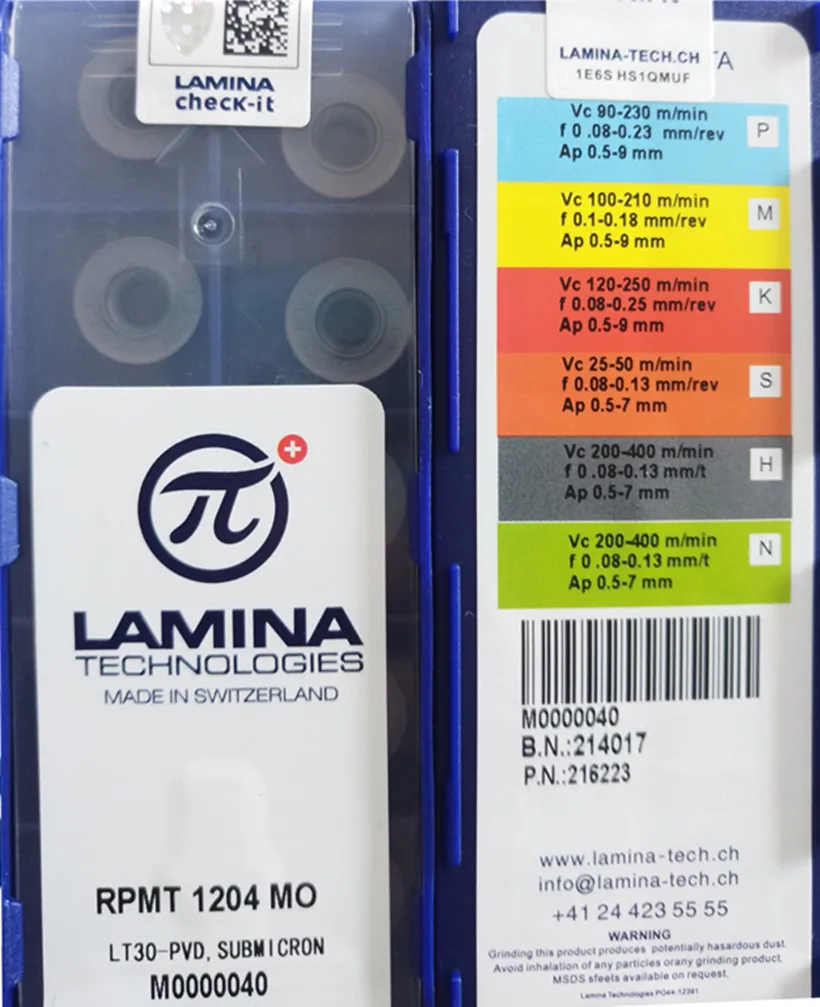 LAMINA
cheCK-it
π
LAMINA
TECHNOLOGIES
MADE IN SWITZERLAND
RPMT 1204 MO
LT30-PVD, SUBMICRON
M0000040
LAMINA-TECH.CH
1E6S HS1QMUF
TA
Vc 90-230 m/min
f 0 .08-0.23 mm/rev
Ap 0.5-9 mm
P
Vc 100-210 m/min
f 0.1-0.18 mm/rev
Ap 0.5-9 mm
M
Vc 120-250 m/min
f 0.08-0.25 mm/rev
Ap 0.5-9 mm
K
Vc 25-50 m/min
f 0.08-0.13 mm/rev
Ap 0.5-7 mm
S
Vc 200-400 m/min
f 0 .08-0.13 mm/t
Ap 0.5-7 mm
H
Vc 200-400 m/min
f 0 .08-0.13 mm/t
Ap 0.5-7 mm
N
M0000040
B.N.:214017
P.N.:216223
www.lamina-tech.ch
info@lamina-tech.ch
+41 24 423 55 55
WARNING
Grinding this product produces potentially hasardous dust.
Avoid inhalation of any particles orany grinding product.
MSDS sfeets available on request.
Lamina Technologies PO44-12391